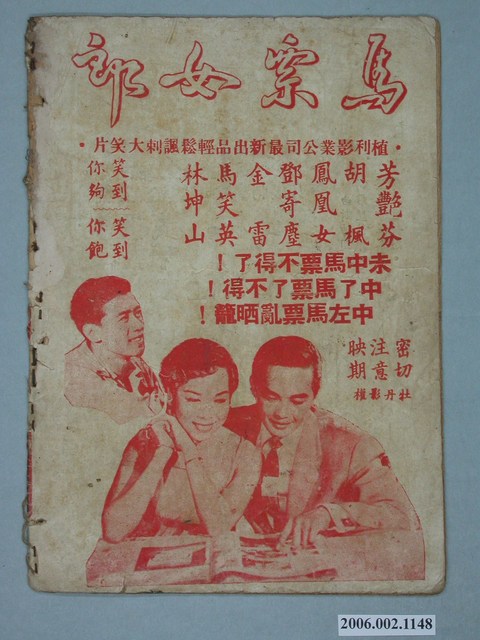 馬票女郎
·植利影業公司最新出品輕鬆諷刺大笑片·
芳艷芬
胡楓
鳳凰女
鄧寄塵
金雷
馬笑英
林坤山
笑到你夠
笑到你飽
未中馬票不得了！
中了馬票了不得！
中左馬票亂晒籠！
密切注意映期
杜丹影權
2006.002.1148